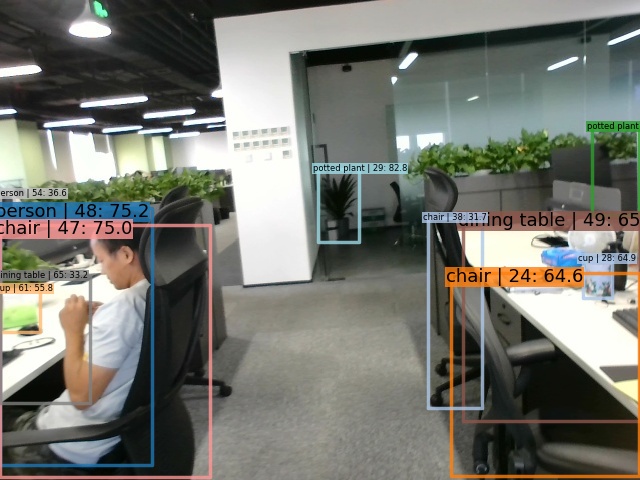 potted plant
potted plant | 29: 82.8
erson | 54: 36.6
person | 48: 75.2
chair | 38: 31.7
dining table | 49: 65
chair | 47: 75.0
cup | 28: 64.9
ining table | 65: 33.2
chair | 24: 64.6
cup | 61: 55.8